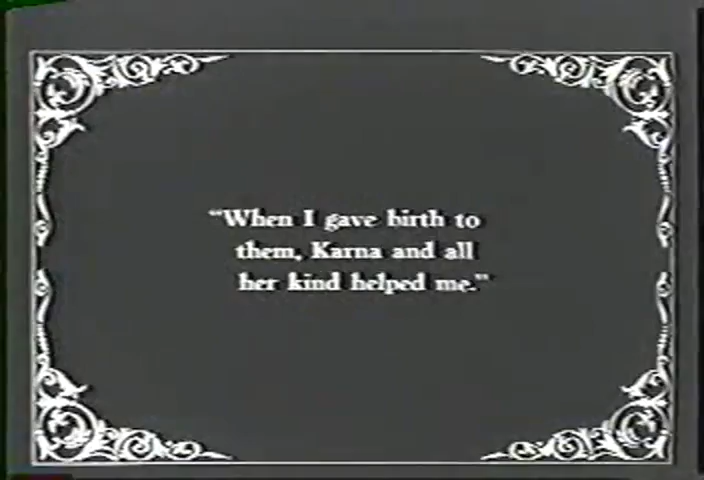 “When I gave birth to
them, Karna and all
her kind helped me.”